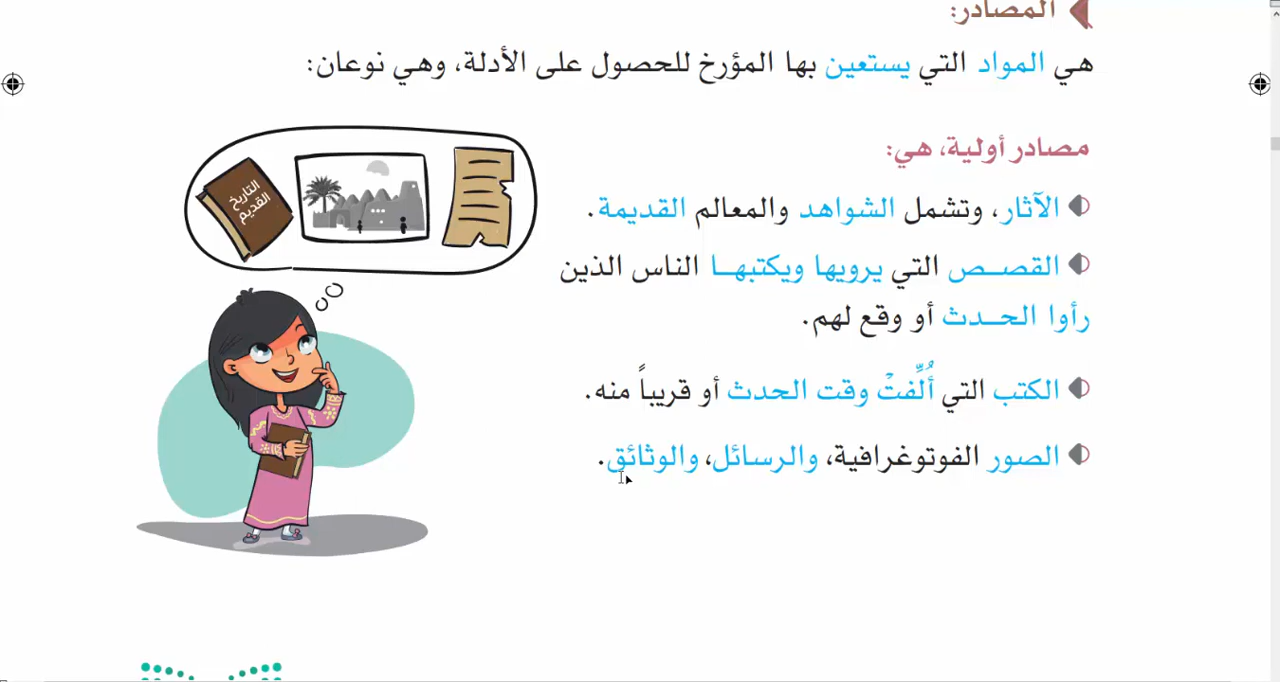 المصادر:
هي المواد التي يستعين بها المؤرخ للحصول على الأدلة، وهي نوعان:
مصادر أولية، هي:
الآثار، وتشمل الشواهد والمعالم القديمة.
القصص التي يرويها ويكتبها الناس الذين
رأوا الحدث أو وقع لهم.
الكتب التي أُلِّفتْ وقت الحدث أو قريباً منه.
الصور الفوتوغرافية، والرسائل، والوثائق.
التاريخ
القديم